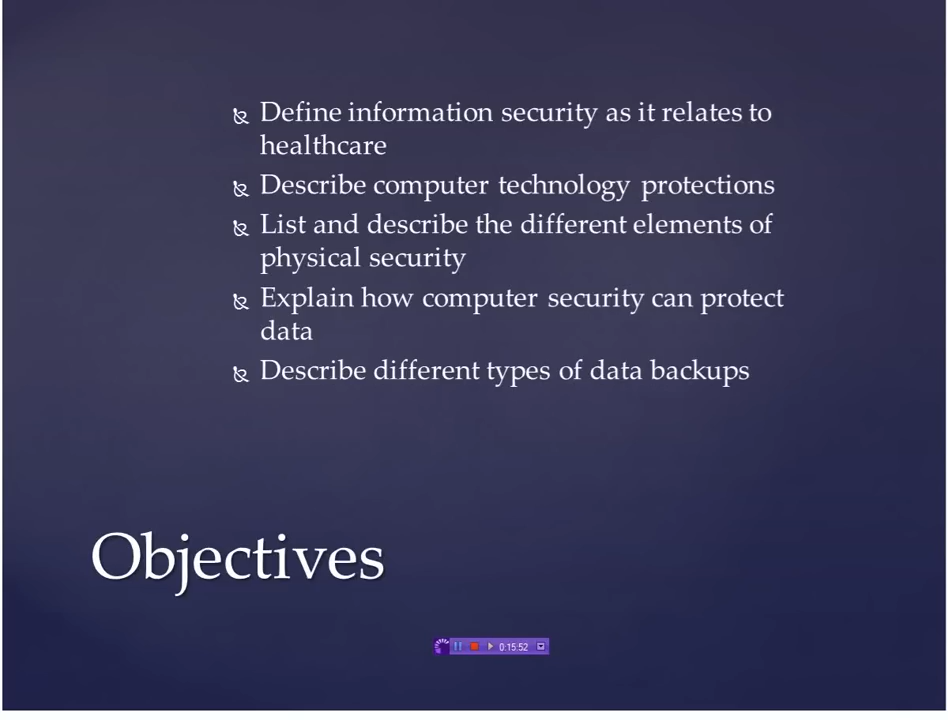 Define information security as it relates to
healthcare
Describe computer technology protections
List and describe the different elements of
physical security
Explain how computer security can protect
data
Describe different types of data backups
Objectives
0:15:52